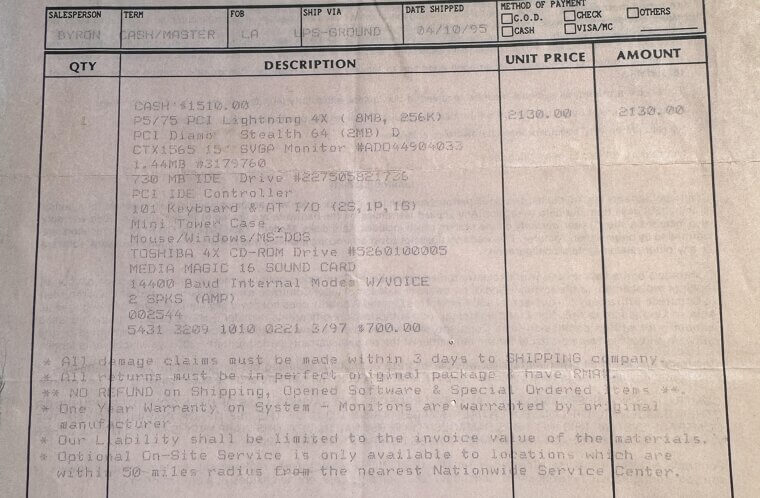 SALESPERSON TERM FOB SHIP VIA DATE SHIPPED METHOD OF PAYMENT
C.O.D. CHECK OTHERS
BYRON CASH/MASTER LA UPS-GROUND 04/10/95 CASH VISA/MC
QTY DESCRIPTION UNIT PRICE AMOUNT
CASH $1510.00
1 P5/75 PCI Lightning 4X ( 8MB, 256K) 2130.00 2130.00
PCI Diamo Stealth 64 (2MB) D
CTX1565 15" SVGA Monitor #AD044904033
1.44MB #3179760
730 MB IDE Drive #227505821726
PCI IDE Controller
101 Keyboard & AT I/O (2S,1P,1G)
Mini Tower Case
Mouse/Windows/MS-DOS
TOSHIBA 4X CD-ROM Drive #5260100005
MEDIA MAGIC 16 SOUND CARD
14400 Baud Internal Modes W/VOICE
2 SPKS (AMP)
002544
5431 3209 1010 0221 3/97 $700.00
* All damage claims must be made within 3 days to SHIPPING company.
* All returns must be in perfect original package & have RMA#.
** NO REFUND on Shipping, Opened Software & Special Ordered Items **.
* One Year Warranty on System - Monitors are warranted by original
manufacturer
* Our Liability shall be limited to the invoice value of the materials.
* Optional On-Site Service is only available to locations which are
within 50 miles radius from the nearest Nationwide Service Center.